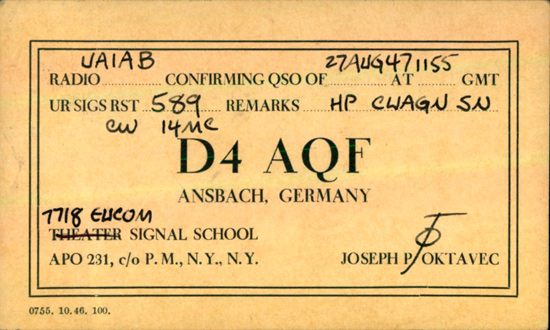 RADIO UA1AB CONFIRMING QSO OF 27AUG47 1155 AT GMT
UR SIGS RST 589 REMARKS HP CUAGN SN
CW 14MC
D4 AQF
ANSBACH, GERMANY
7718 EUCOM
THEATER SIGNAL SCHOOL
APO 231, c/o P.M., N.Y., N.Y. JOSEPH P. OKTAVEC
0755. 10.46. 100.